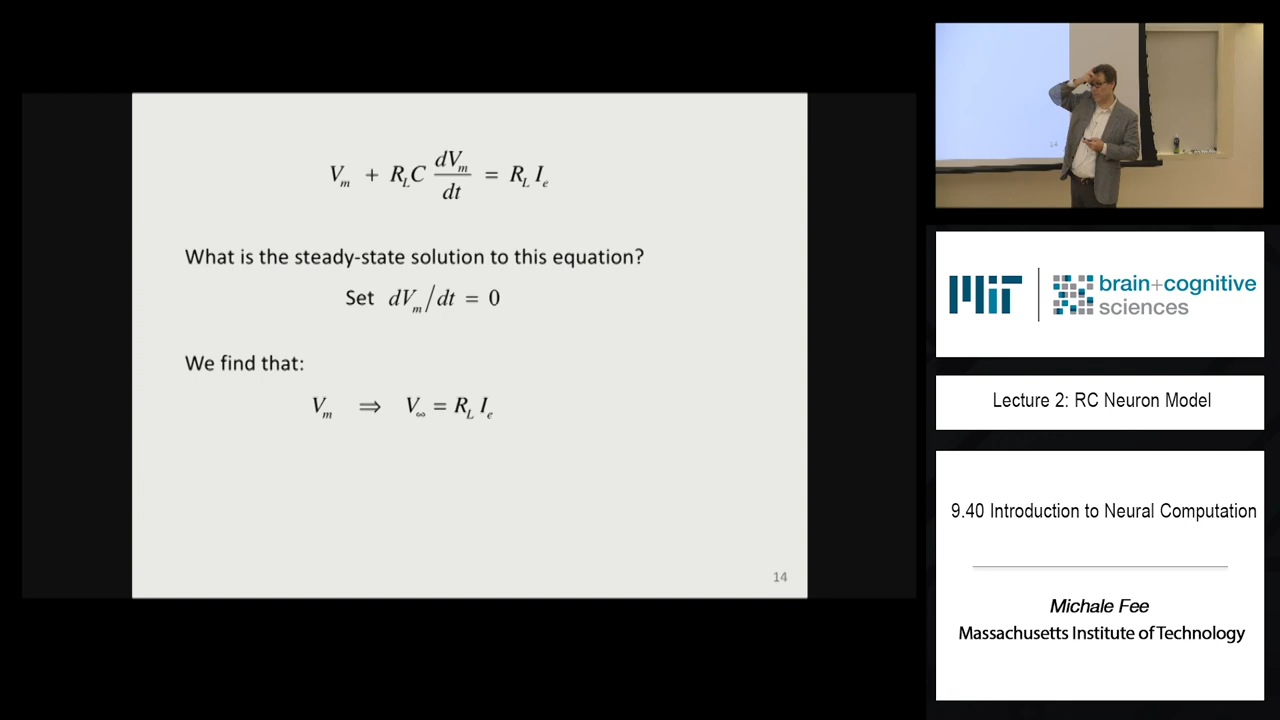 V_m + R_L C dV_m/dt = R_L I_e
What is the steady-state solution to this equation?
Set dV_m/dt = 0
We find that:
V_m ⇒ V_∞ = R_L I_e
14
14
MIT
brain+cognitive
sciences
Lecture 2: RC Neuron Model
9.40 Introduction to Neural Computation
Michale Fee
Massachusetts Institute of Technology